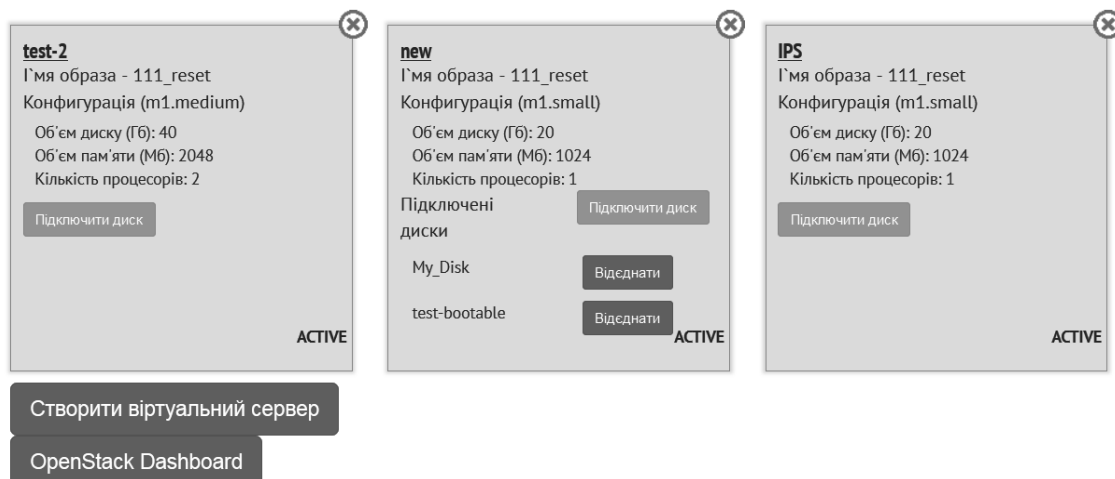 test-2
І`мя образа - 111_reset
Конфигурація (m1.medium)
Об'єм диску (Гб): 40
Об'єм пам'яти (Мб): 2048
Кількість процесорів: 2
Підключити диск
ACTIVE
new
І`мя образа - 111_reset
Конфигурація (m1.small)
Об'єм диску (Гб): 20
Об'єм пам'яти (Мб): 1024
Кількість процесорів: 1
Підключені
диски
Підключити диск
My_Disk
Відєднати
test-bootable
Відєднати
ACTIVE
IPS
І`мя образа - 111_reset
Конфигурація (m1.small)
Об'єм диску (Гб): 20
Об'єм пам'яти (Мб): 1024
Кількість процесорів: 1
Підключити диск
ACTIVE
Створити віртуальний сервер
OpenStack Dashboard